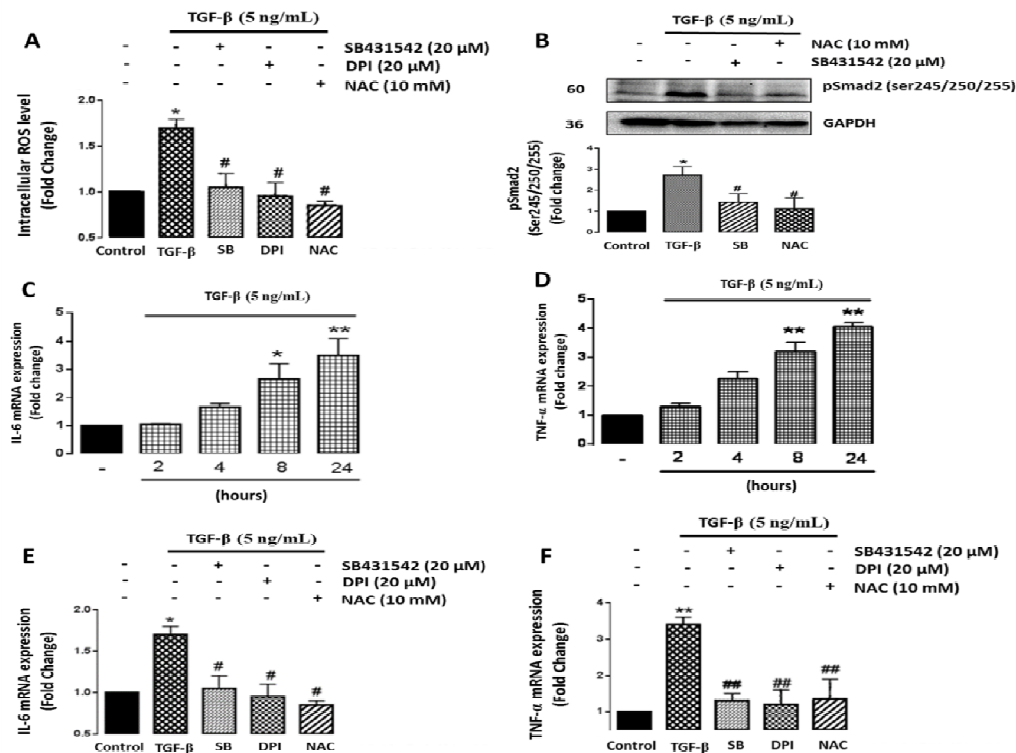 A
TGF-β (5 ng/mL)
- - + - - SB431542 (20 μM)
- - - + - DPI (20 μM)
- - - - + NAC (10 mM)
Intracellular ROS level
(Fold Change)
2.0
1.5
1.0
0.5
*
#
#
#
Control TGF-β SB DPI NAC
B
TGF-β (5 ng/mL)
- - - + NAC (10 mM)
- - + - SB431542 (20 μM)
60 pSmad2 (ser245/250/255)
36 GAPDH
pSmad2
(Ser245/250/255)
(Fold change)
4
3
2
1
0
*
#
#
Control TGF-β SB NAC
C
TGF-β (5 ng/mL)
IL-6 mRNA expression
(Fold change)
5
4
3
2
1
0
*
**
- 2 4 8 24
(hours)
D
TGF-β (5 ng/mL)
TNF-α mRNA expression
(Fold change)
5
4
3
2
1
0
**
**
- 2 4 8 24
(hours)
E
TGF-β (5 ng/mL)
- - + - - SB431542 (20 μM)
- - - + - DPI (20 μM)
- - - - + NAC (10 mM)
IL-6 mRNA expression
(Fold Change)
2.0
1.5
1.0
0.5
*
#
#
#
Control TGF-β SB DPI NAC
F
TGF-β (5 ng/mL)
- - + - - SB431542 (20 μM)
- - - + - DPI (20 μM)
- - - - + NAC (10 mM)
TNF-α mRNA expression
(Fold Change)
4
3
2
1
**
##
##
##
Control TGF-β SB DPI NAC